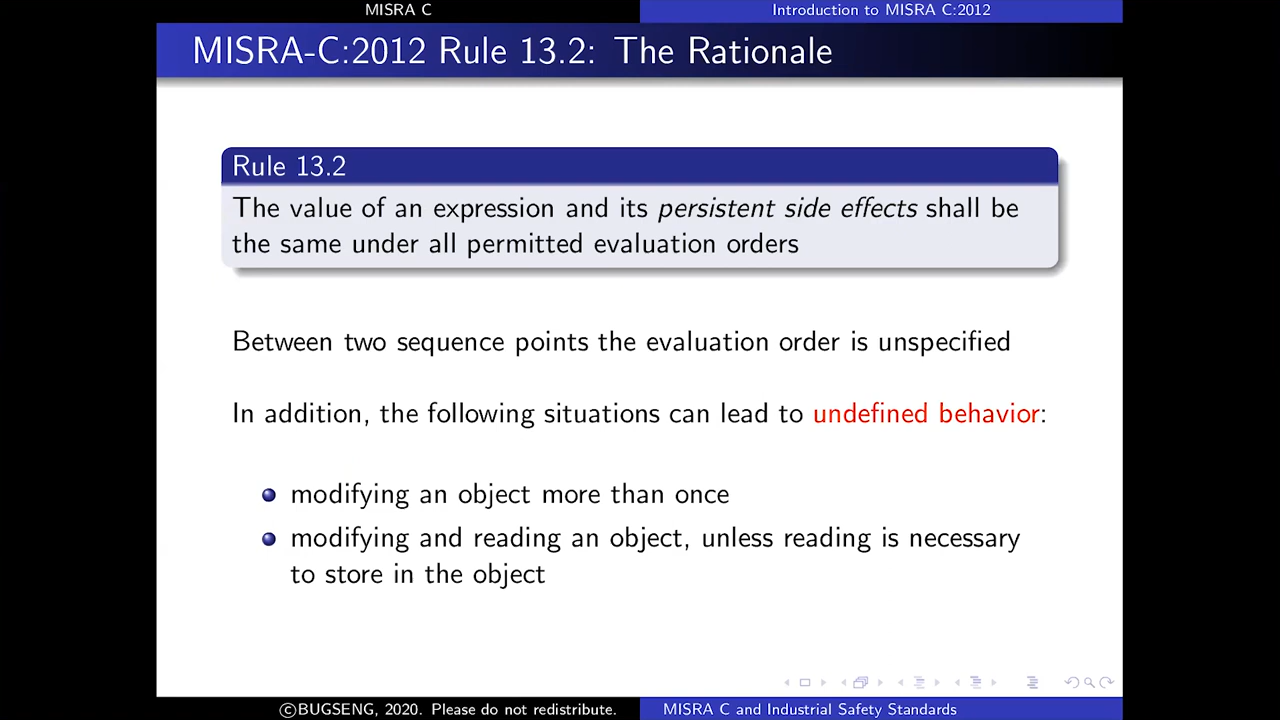 MISRA C
Introduction to MISRA C:2012
MISRA-C:2012 Rule 13.2: The Rationale
Rule 13.2
The value of an expression and its persistent side effects shall be
the same under all permitted evaluation orders
Between two sequence points the evaluation order is unspecified
In addition, the following situations can lead to undefined behavior:
modifying an object more than once
modifying and reading an object, unless reading is necessary
to store in the object
©BUGSENG, 2020. Please do not redistribute.
MISRA C and Industrial Safety Standards